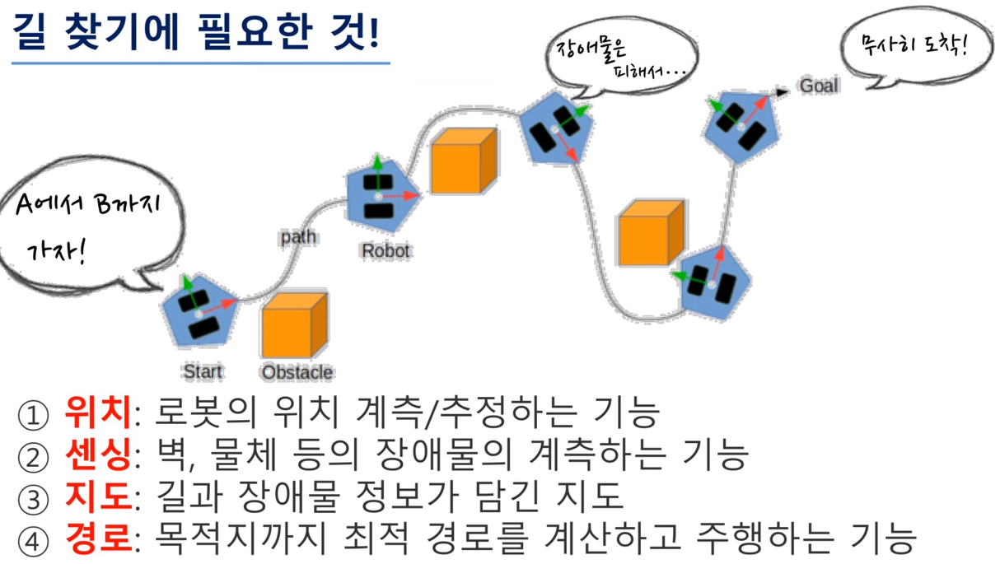 길 찾기에 필요한 것!
장애물은
피해서...
무사히 도착!
Goal
A에서 B까지
가자!
path
Robot
Start
Obstacle
① 위치: 로봇의 위치 계측/추정하는 기능
② 센싱: 벽, 물체 등의 장애물의 계측하는 기능
③ 지도: 길과 장애물 정보가 담긴 지도
④ 경로: 목적지까지 최적 경로를 계산하고 주행하는 기능